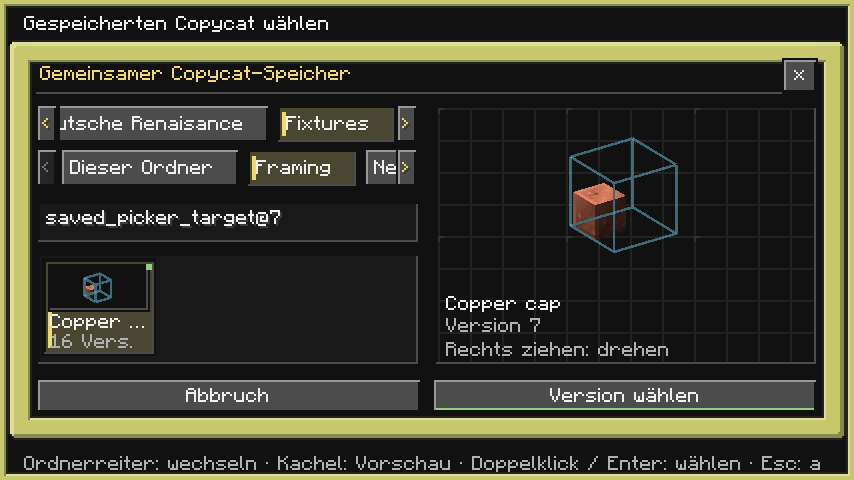 Gespeicherten Copycat wählen
Gemeinsamer Copycat-Speicher
x
< utsche Renaisance Fixtures >
< Dieser Ordner Framing Ne >
saved_picker_target@7
Copper ...
16 Vers.
Copper cap
Version 7
Rechts ziehen: drehen
Abbruch
Version wählen
Ordnerreiter: wechseln · Kachel: Vorschau · Doppelklick / Enter: wählen · Esc: a